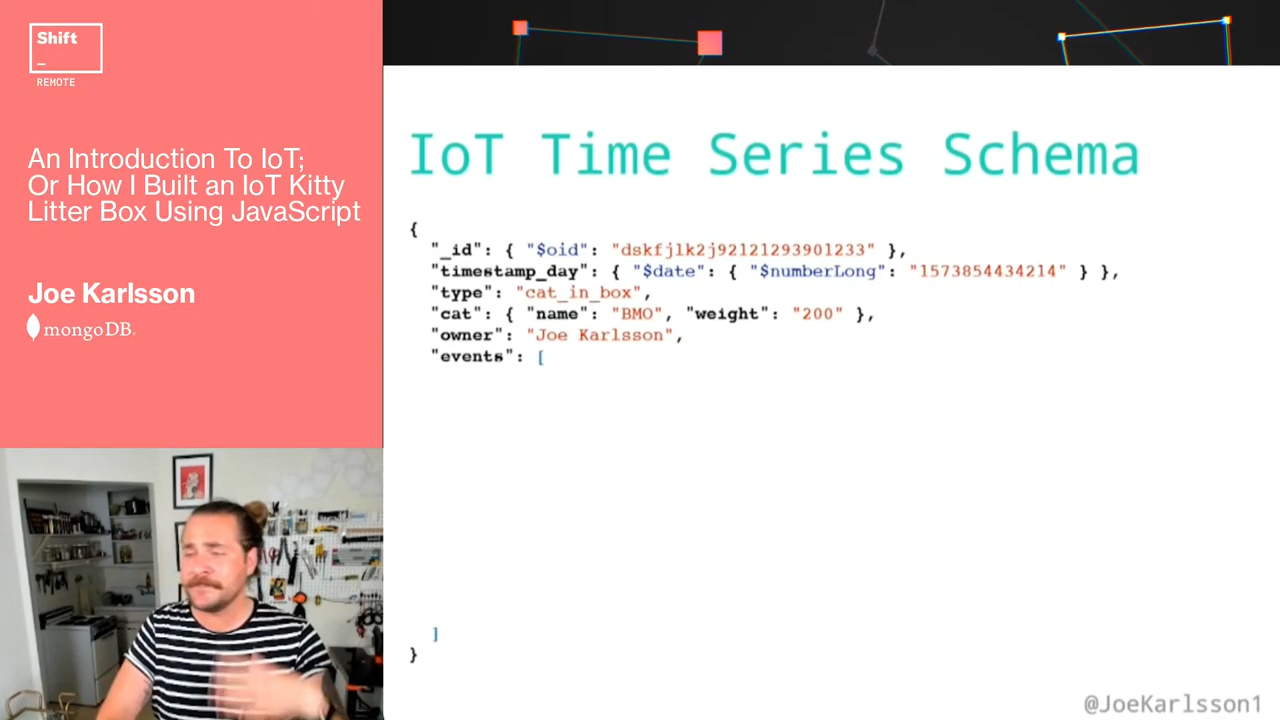 Shift
_
REMOTE
An Introduction To IoT;
Or How I Built an IoT Kitty
Litter Box Using JavaScript
Joe Karlsson
mongoDB.
IoT Time Series Schema
{
"_id": { "$oid": "dskfjlk2j92121293901233" },
"timestamp_day": { "$date": { "$numberLong": "1573854434214" } },
"type": "cat_in_box",
"cat": { "name": "BMO", "weight": "200" },
"owner": "Joe Karlsson",
"events": [
]
}
@JoeKarlsson1